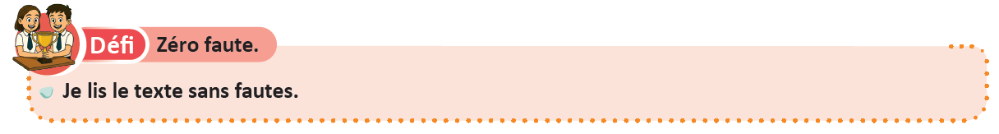 Défi Zéro faute.
Je lis le texte sans fautes.